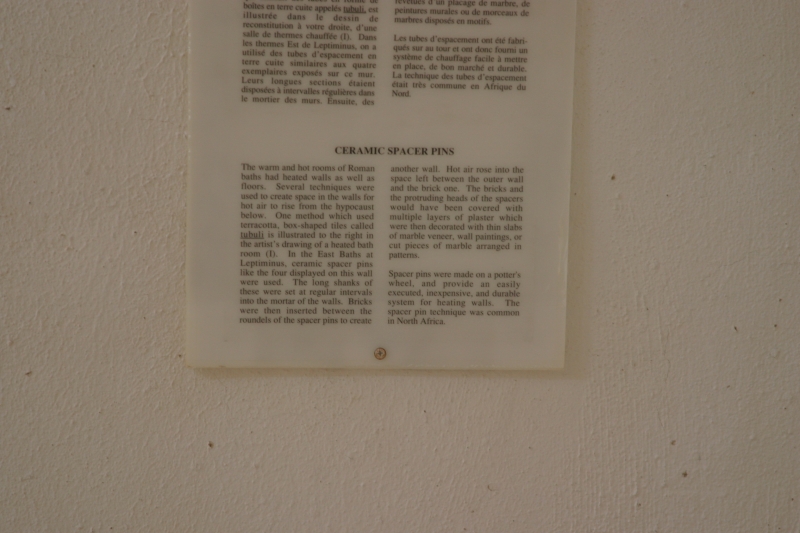 boîtes en terre cuite appelés tubuli, est
illustrée dans le dessin de
reconstitution à votre droite, d'une
salle de thermes chauffée (I). Dans
les thermes Est de Leptiminus, on a
utilisé des tubes d'espacement en
terre cuite similaires aux quatre
exemplaires exposés sur ce mur.
Leurs longues sections étaient
disposées à intervalles régulières dans
le mortier des murs. Ensuite, des
revêtues d'un placage de marbre, de
peintures murales ou de morceaux de
marbres disposés en motifs.
Les tubes d'espacement ont été fabri-
qués sur au tour et ont donc fourni un
système de chauffage facile à mettre
en place, de bon marché et durable.
La technique des tubes d'espacement
était très commune en Afrique du
Nord.
CERAMIC SPACER PINS
The warm and hot rooms of Roman
baths had heated walls as well as
floors. Several techniques were
used to create space in the walls for
hot air to rise from the hypocaust
below. One method which used
terracotta, box-shaped tiles called
tubuli is illustrated to the right in
the artist's drawing of a heated bath
room (I). In the East Baths at
Leptiminus, ceramic spacer pins
like the four displayed on this wall
were used. The long shanks of
these were set at regular intervals
into the mortar of the walls. Bricks
were then inserted between the
roundels of the spacer pins to create
another wall. Hot air rose into the
space left between the outer wall
and the brick one. The bricks and
the protruding heads of the spacers
would have been covered with
multiple layers of plaster which
were then decorated with thin slabs
of marble veneer, wall paintings, or
cut pieces of marble arranged in
patterns.
Spacer pins were made on a potter's
wheel, and provide an easily
executed, inexpensive, and durable
system for heating walls. The
spacer pin technique was common
in North Africa.